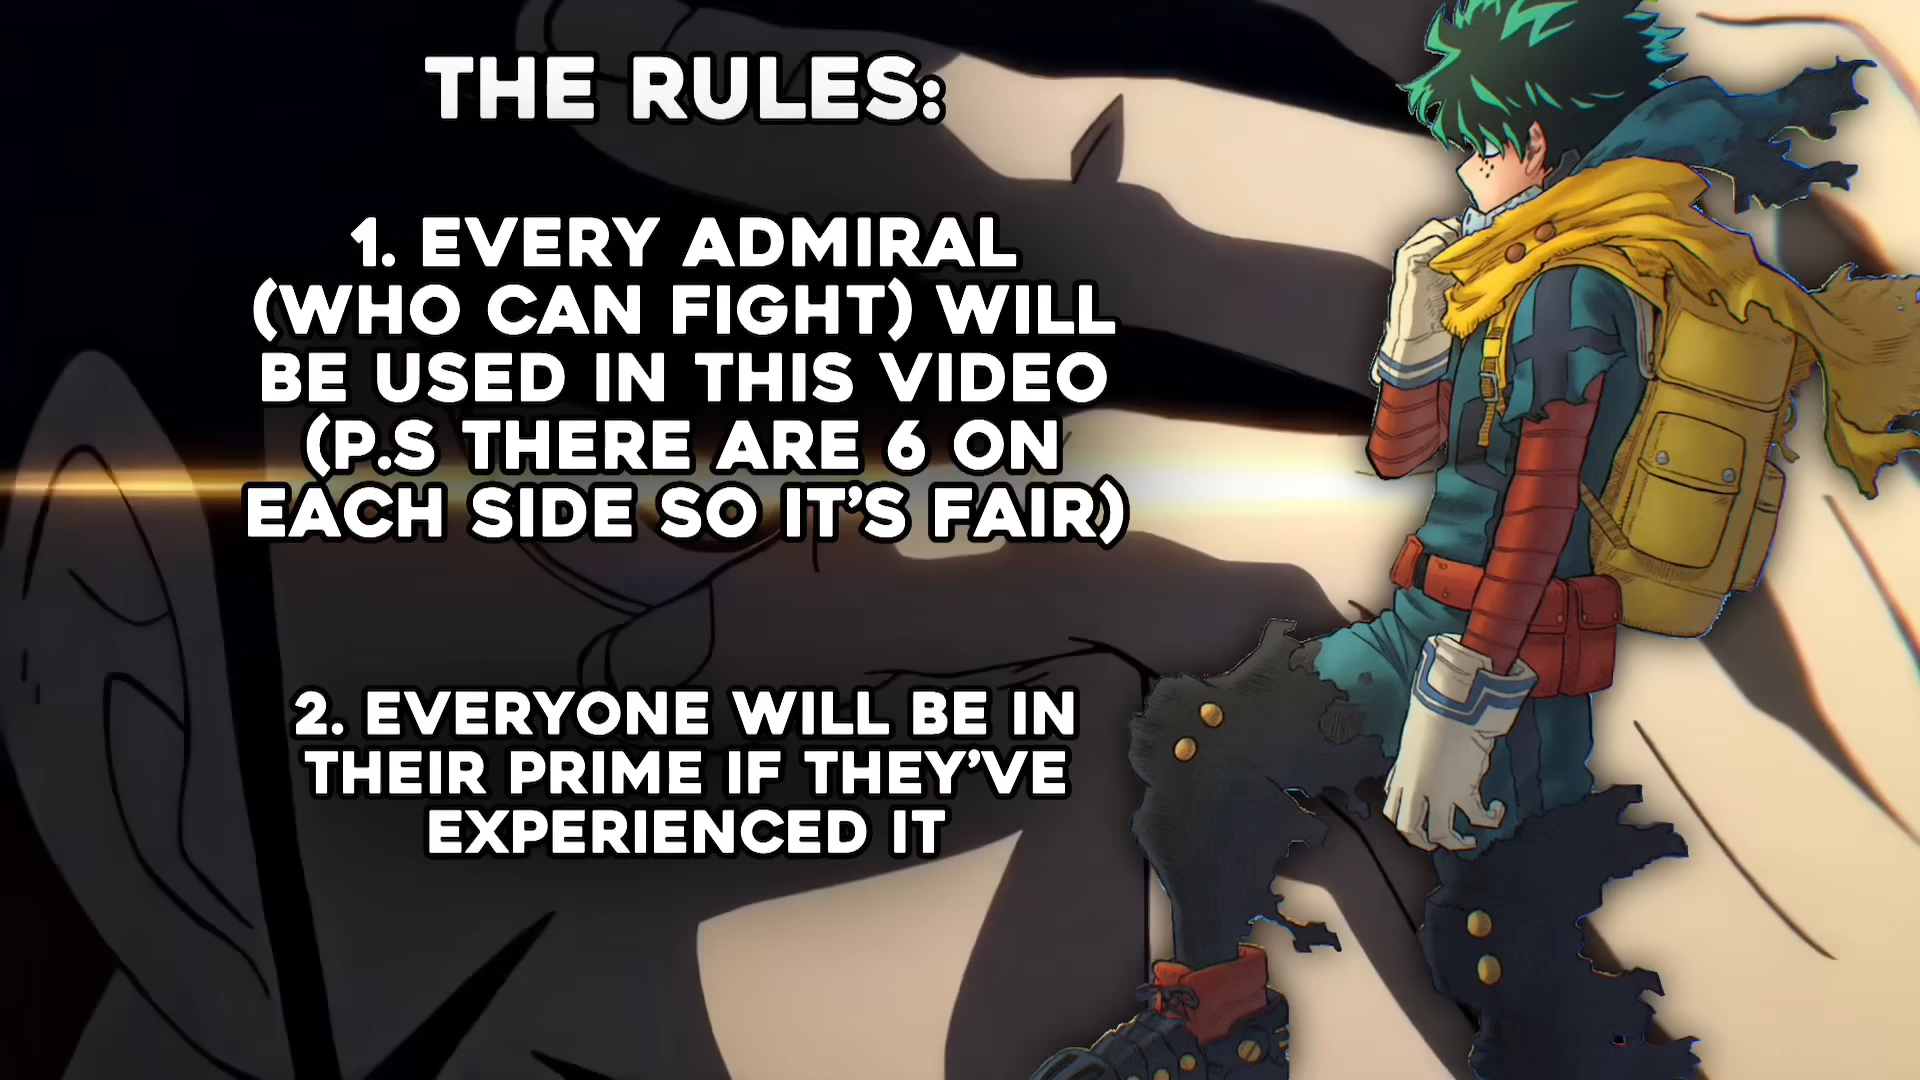 THE RULES:
1. EVERY ADMIRAL
(WHO CAN FIGHT) WILL
BE USED IN THIS VIDEO
(P.S THERE ARE 6 ON
EACH SIDE SO IT’S FAIR)
2. EVERYONE WILL BE IN
THEIR PRIME IF THEY’VE
EXPERIENCED IT